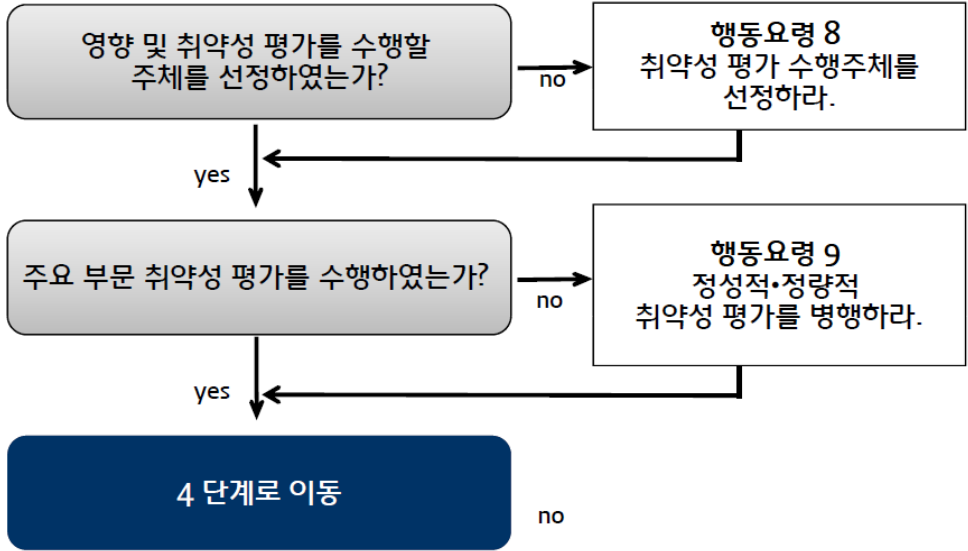 영향 및 취약성 평가를 수행할
주체를 선정하였는가?
no
행동요령 8
취약성 평가 수행주체를
선정하라.
yes
주요 부문 취약성 평가를 수행하였는가?
no
행동요령 9
정성적•정량적
취약성 평가를 병행하라.
yes
4 단계로 이동
no